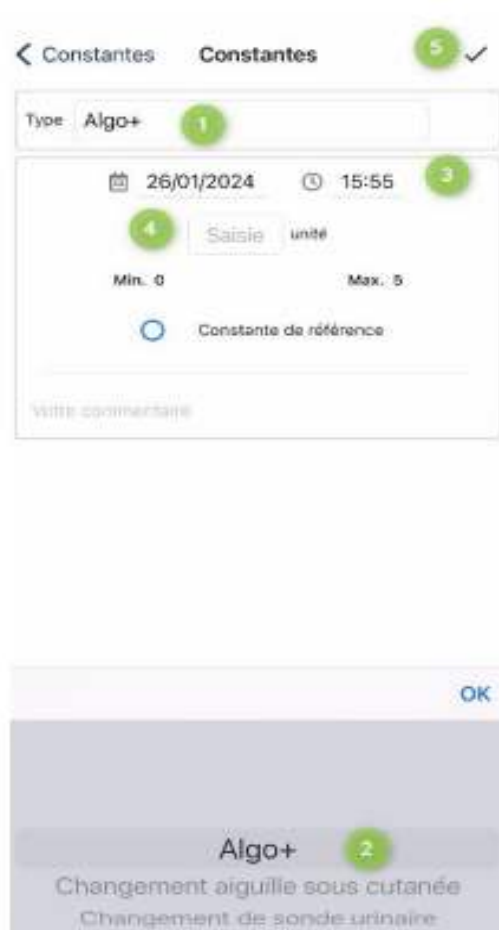 Constantes Constantes 5
Type Algo+ 1
26/01/2024 15:55 3
4 Saisie unité
Min. 0 Max. 5
Constante de référence
Votre commentaire
OK
Algo+ 2
Changement aiguille sous cutanée
Changement de sonde urinaire